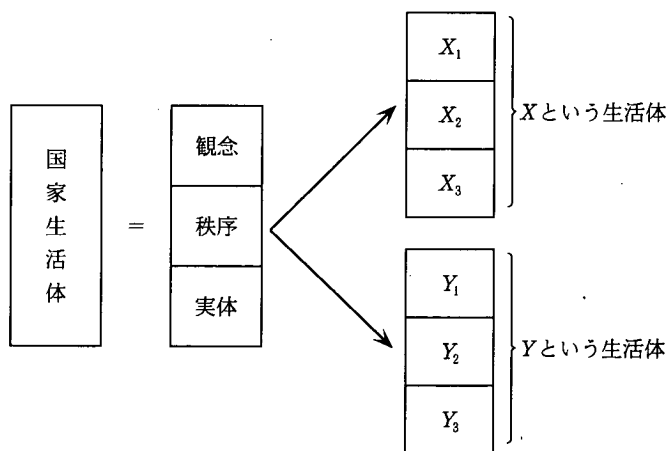 国家生活体
=
観念
秩序
実体
X₁
X₂
X₃
Xという生活体
Y₁
Y₂
Y₃
Yという生活体